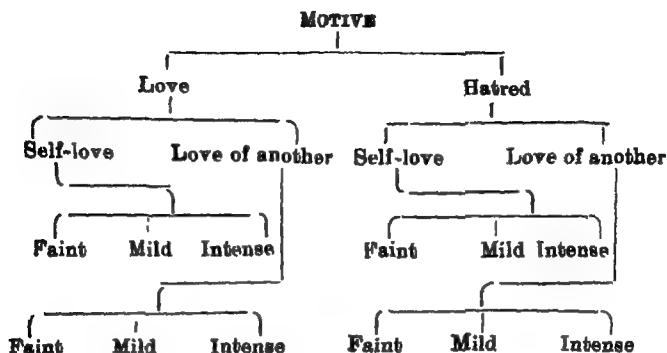 MOTIVE
Love Hatred
Self-love Love of another Self-love Love of another
Faint Mild Intense Faint Mild Intense
Faint Mild Intense Faint Mild Intense